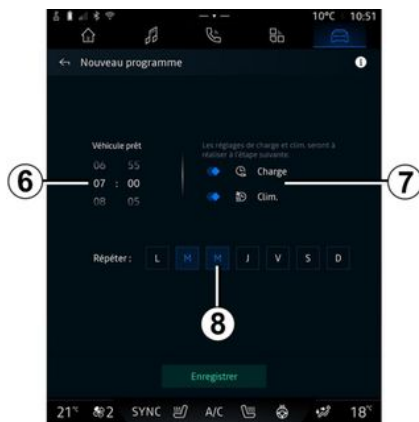 10°C 10:51
Nouveau programme
Véhicule prêt
06 55
07 : 00
08 05
Les réglages de charge et clim. seront à
réaliser à l'étape suivante.
Charge
Clim.
6
7
Répéter : L M M J V S D
8
Enregistrer
21°C 2 SYNC A/C 18°C